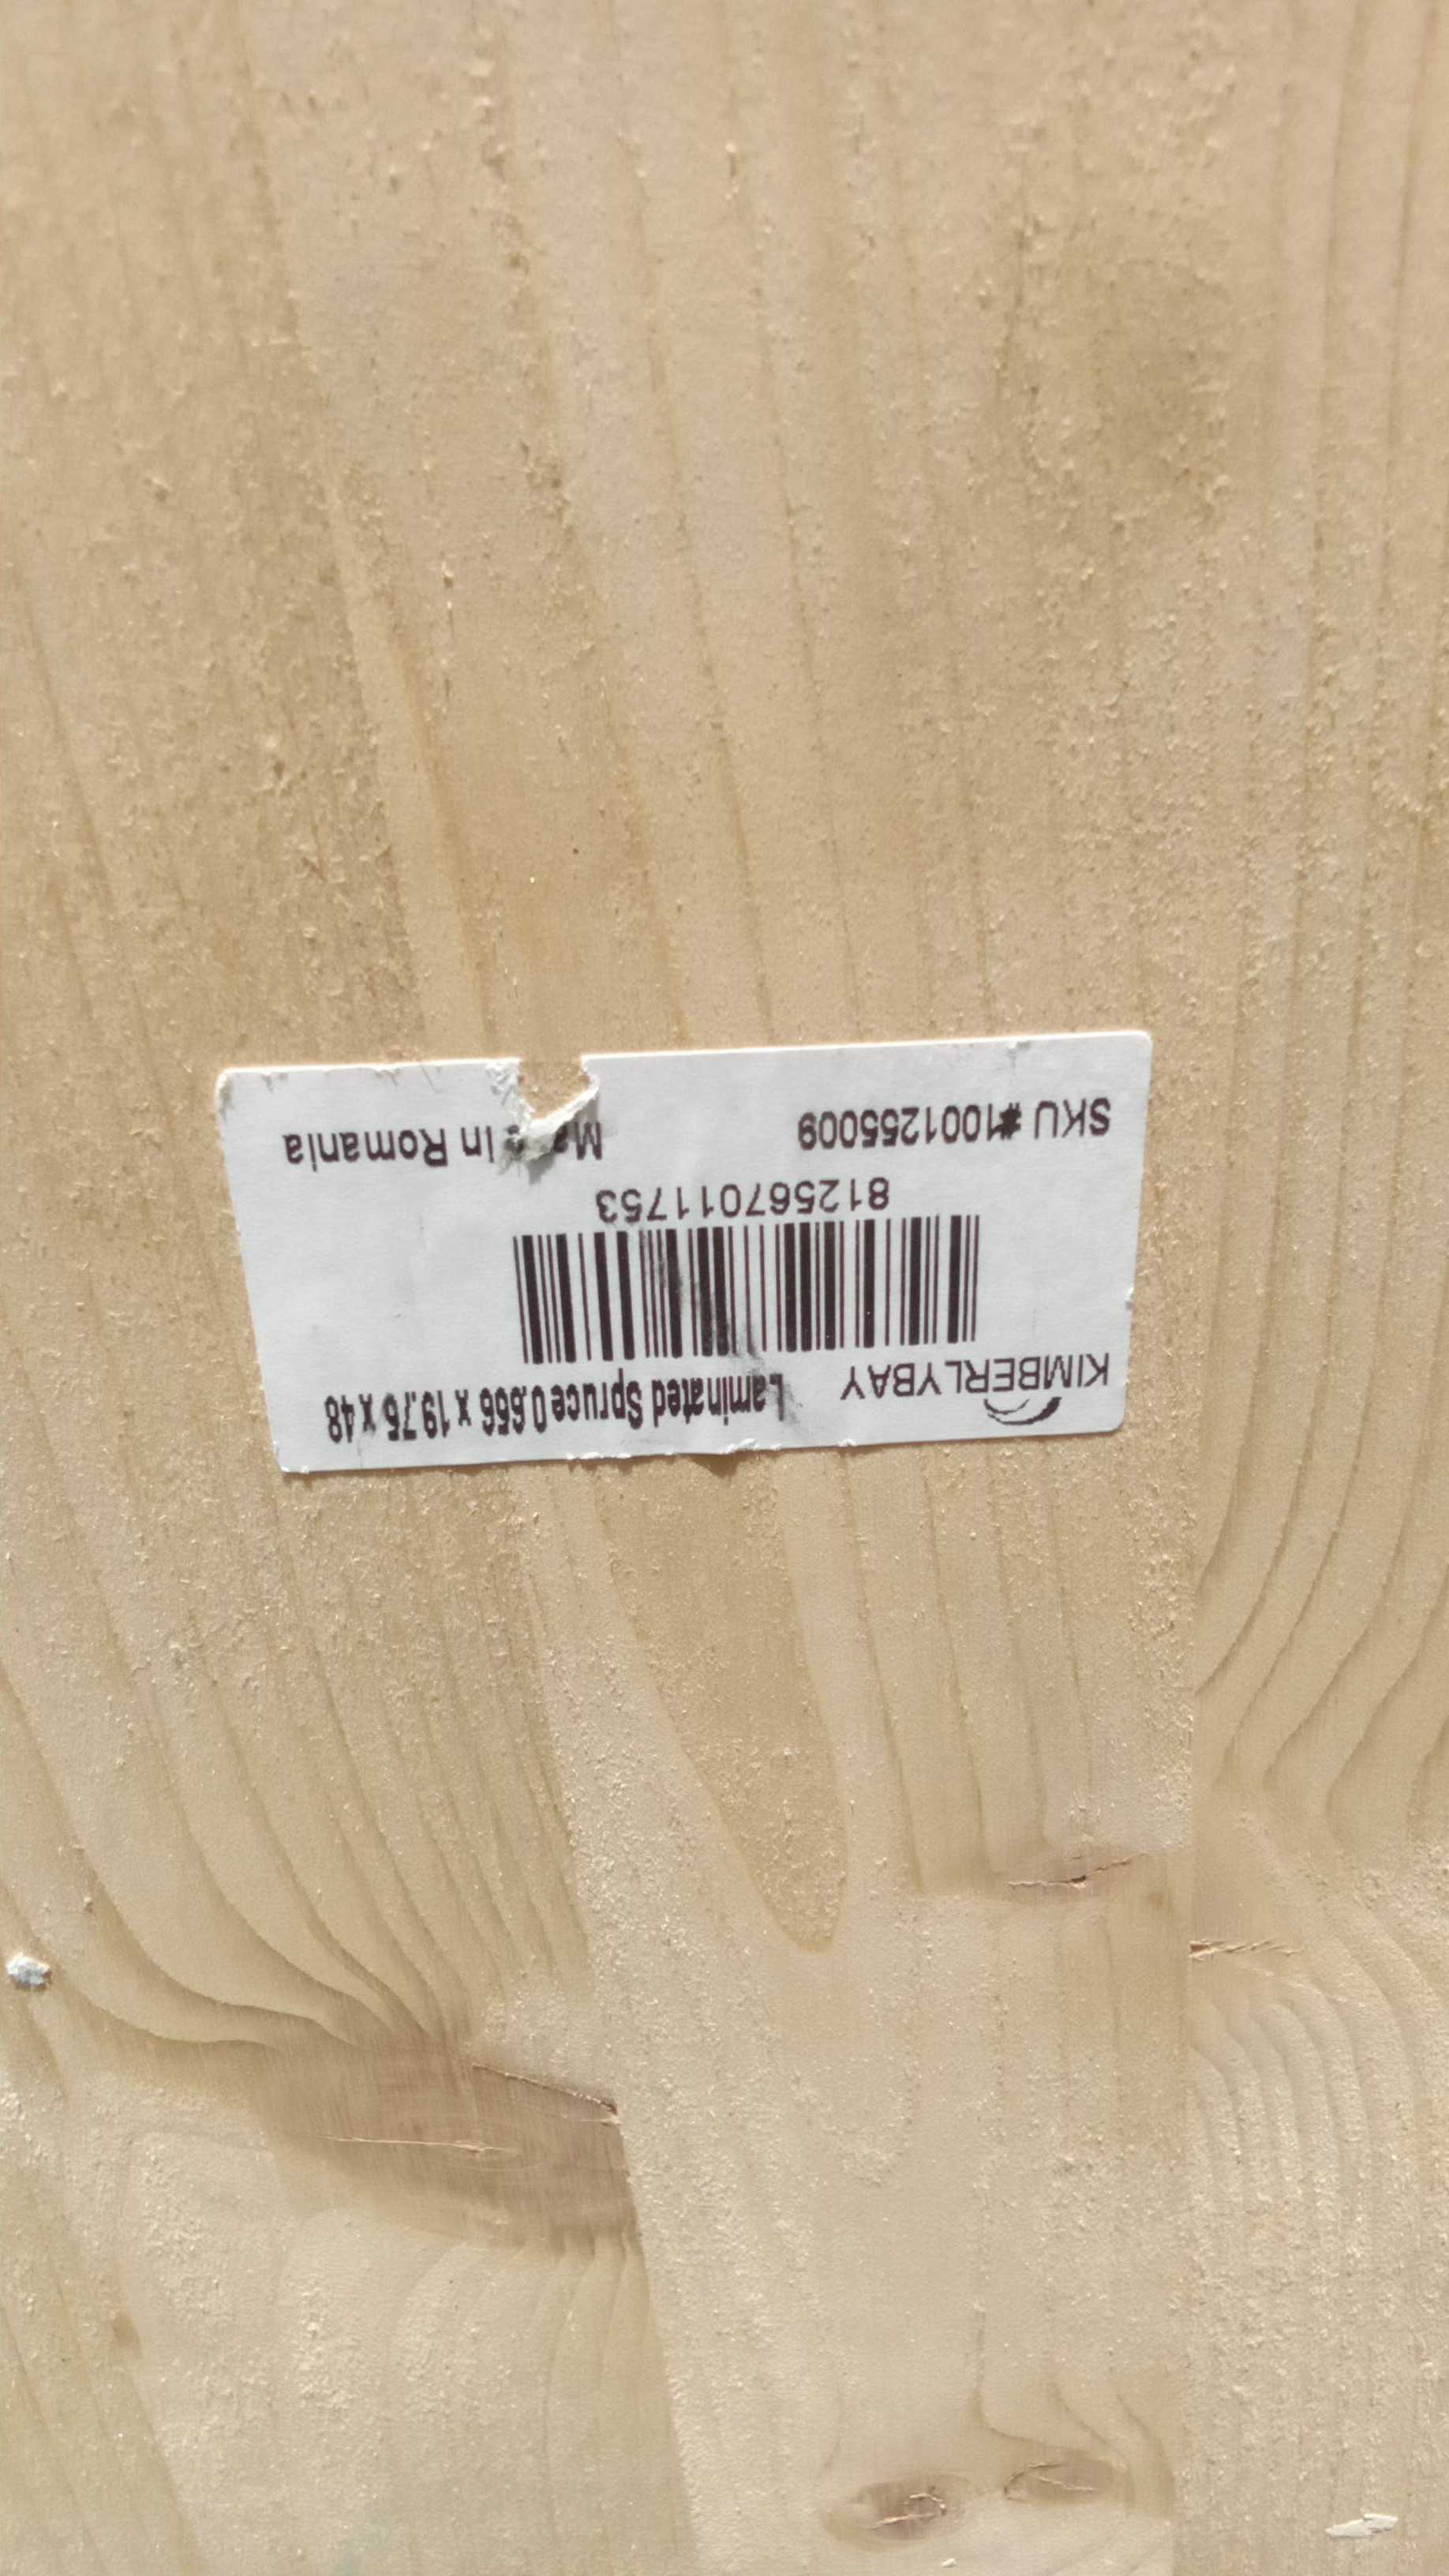 KIMBERLYBAY
Laminated Spruce 0.656 x 19.75 x 48
812567011753
SKU #1001255009
In Romania